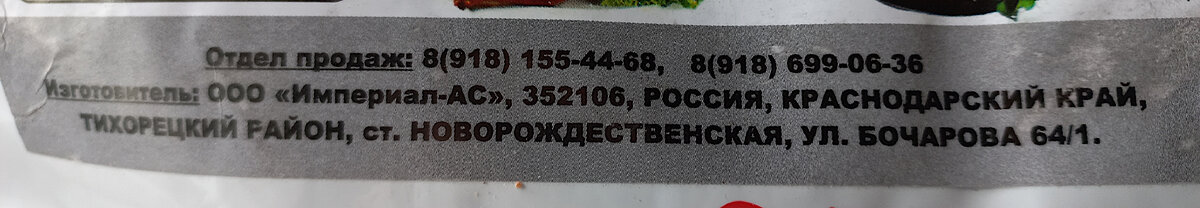 Отдел продаж: 8(918) 155-44-68, 8(918) 699-06-36
Изготовитель: ООО «Империал-АС», 352106, РОССИЯ, КРАСНОДАРСКИЙ КРАЙ,
ТИХОРЕЦКИЙ РАЙОН, ст. НОВОРОЖДЕСТВЕНСКАЯ, УЛ. БОЧАРОВА 64/1.